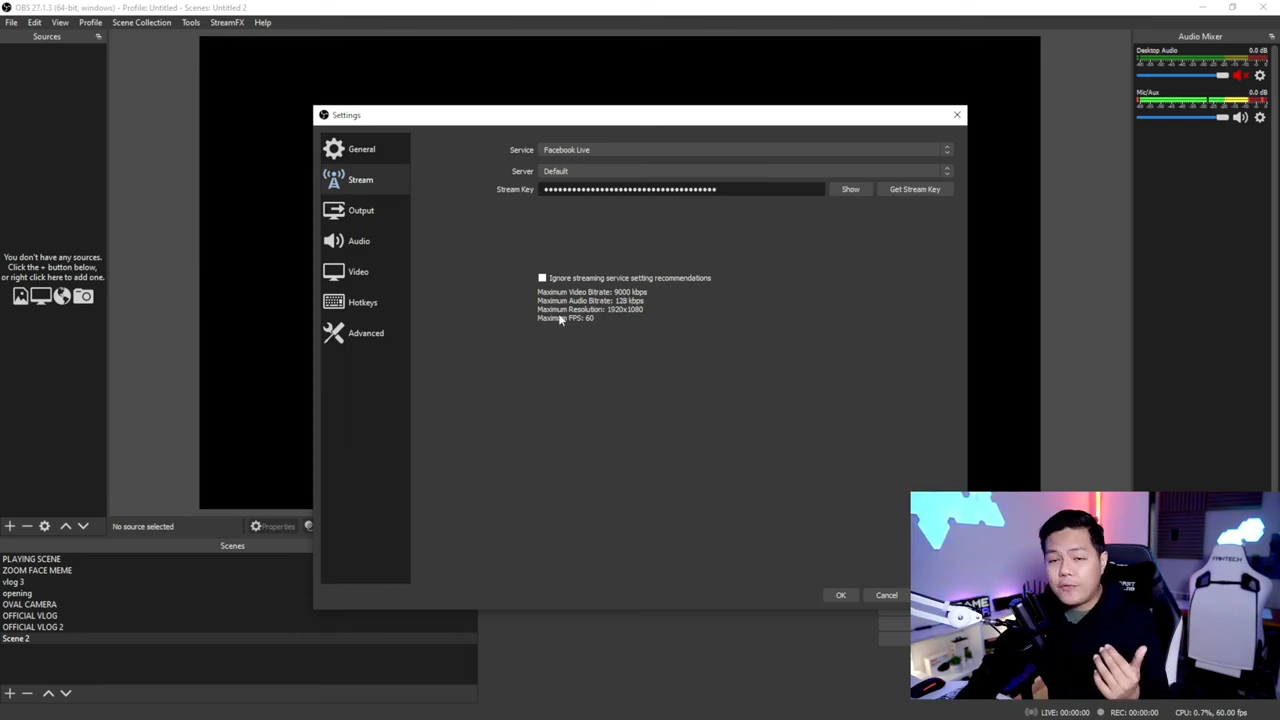 OBS 27.1.3 (64-bit, windows) - Profile: Untitled - Scenes: Untitled 2
File Edit View Profile Scene Collection Tools StreamFX Help
Sources
Audio Mixer
Desktop Audio 0.0 dB
Mic/Aux 0.0 dB
Settings
General
Stream
Output
Audio
Video
Hotkeys
Advanced
Service Facebook Live
Server Default
Stream Key Show Get Stream Key
Ignore streaming service setting recommendations
Maximum Video Bitrate: 9000 kbps
Maximum Audio Bitrate: 128 kbps
Maximum Resolution: 1920x1080
Maximum FPS: 60
OK Cancel
You don't have any sources.
Click the + button below,
or right click here to add one.
No source selected
Properties
Scenes
PLAYING SCENE
ZOOM FACE MEME
vlog 3
opening
OVAL CAMERA
OFFICIAL VLOG
OFFICIAL VLOG 2
Scene 2
FANTECH
GAME
LIVE: 00:00:00 REC: 00:00:00 CPU: 0.7%, 60.00 fps